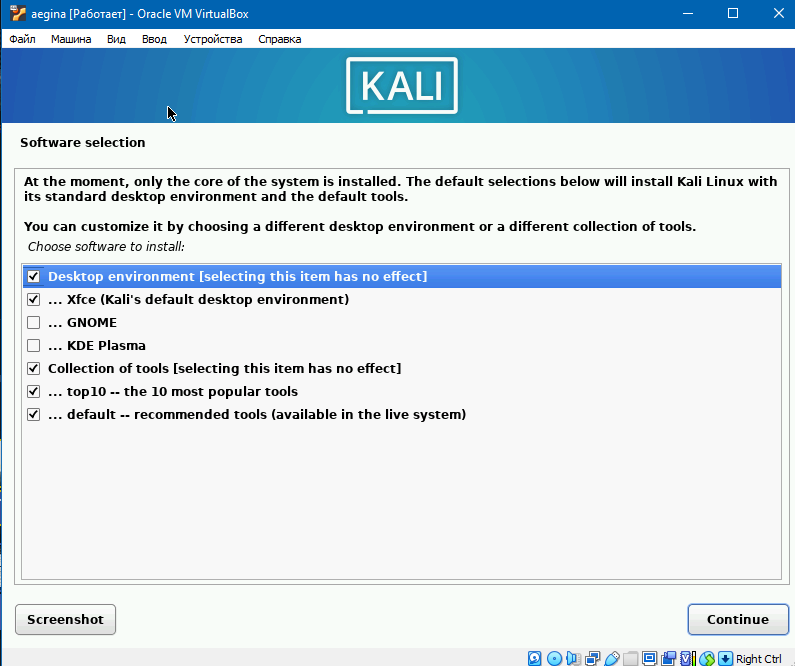 aegina [Работает] - Oracle VM VirtualBox
Файл Машина Вид Ввод Устройства Справка
KALI
Software selection
At the moment, only the core of the system is installed. The default selections below will install Kali Linux with
its standard desktop environment and the default tools.
You can customize it by choosing a different desktop environment or a different collection of tools.
Choose software to install:
Desktop environment [selecting this item has no effect]
... Xfce (Kali's default desktop environment)
... GNOME
... KDE Plasma
Collection of tools [selecting this item has no effect]
... top10 -- the 10 most popular tools
... default -- recommended tools (available in the live system)
Screenshot Continue
Right Ctrl